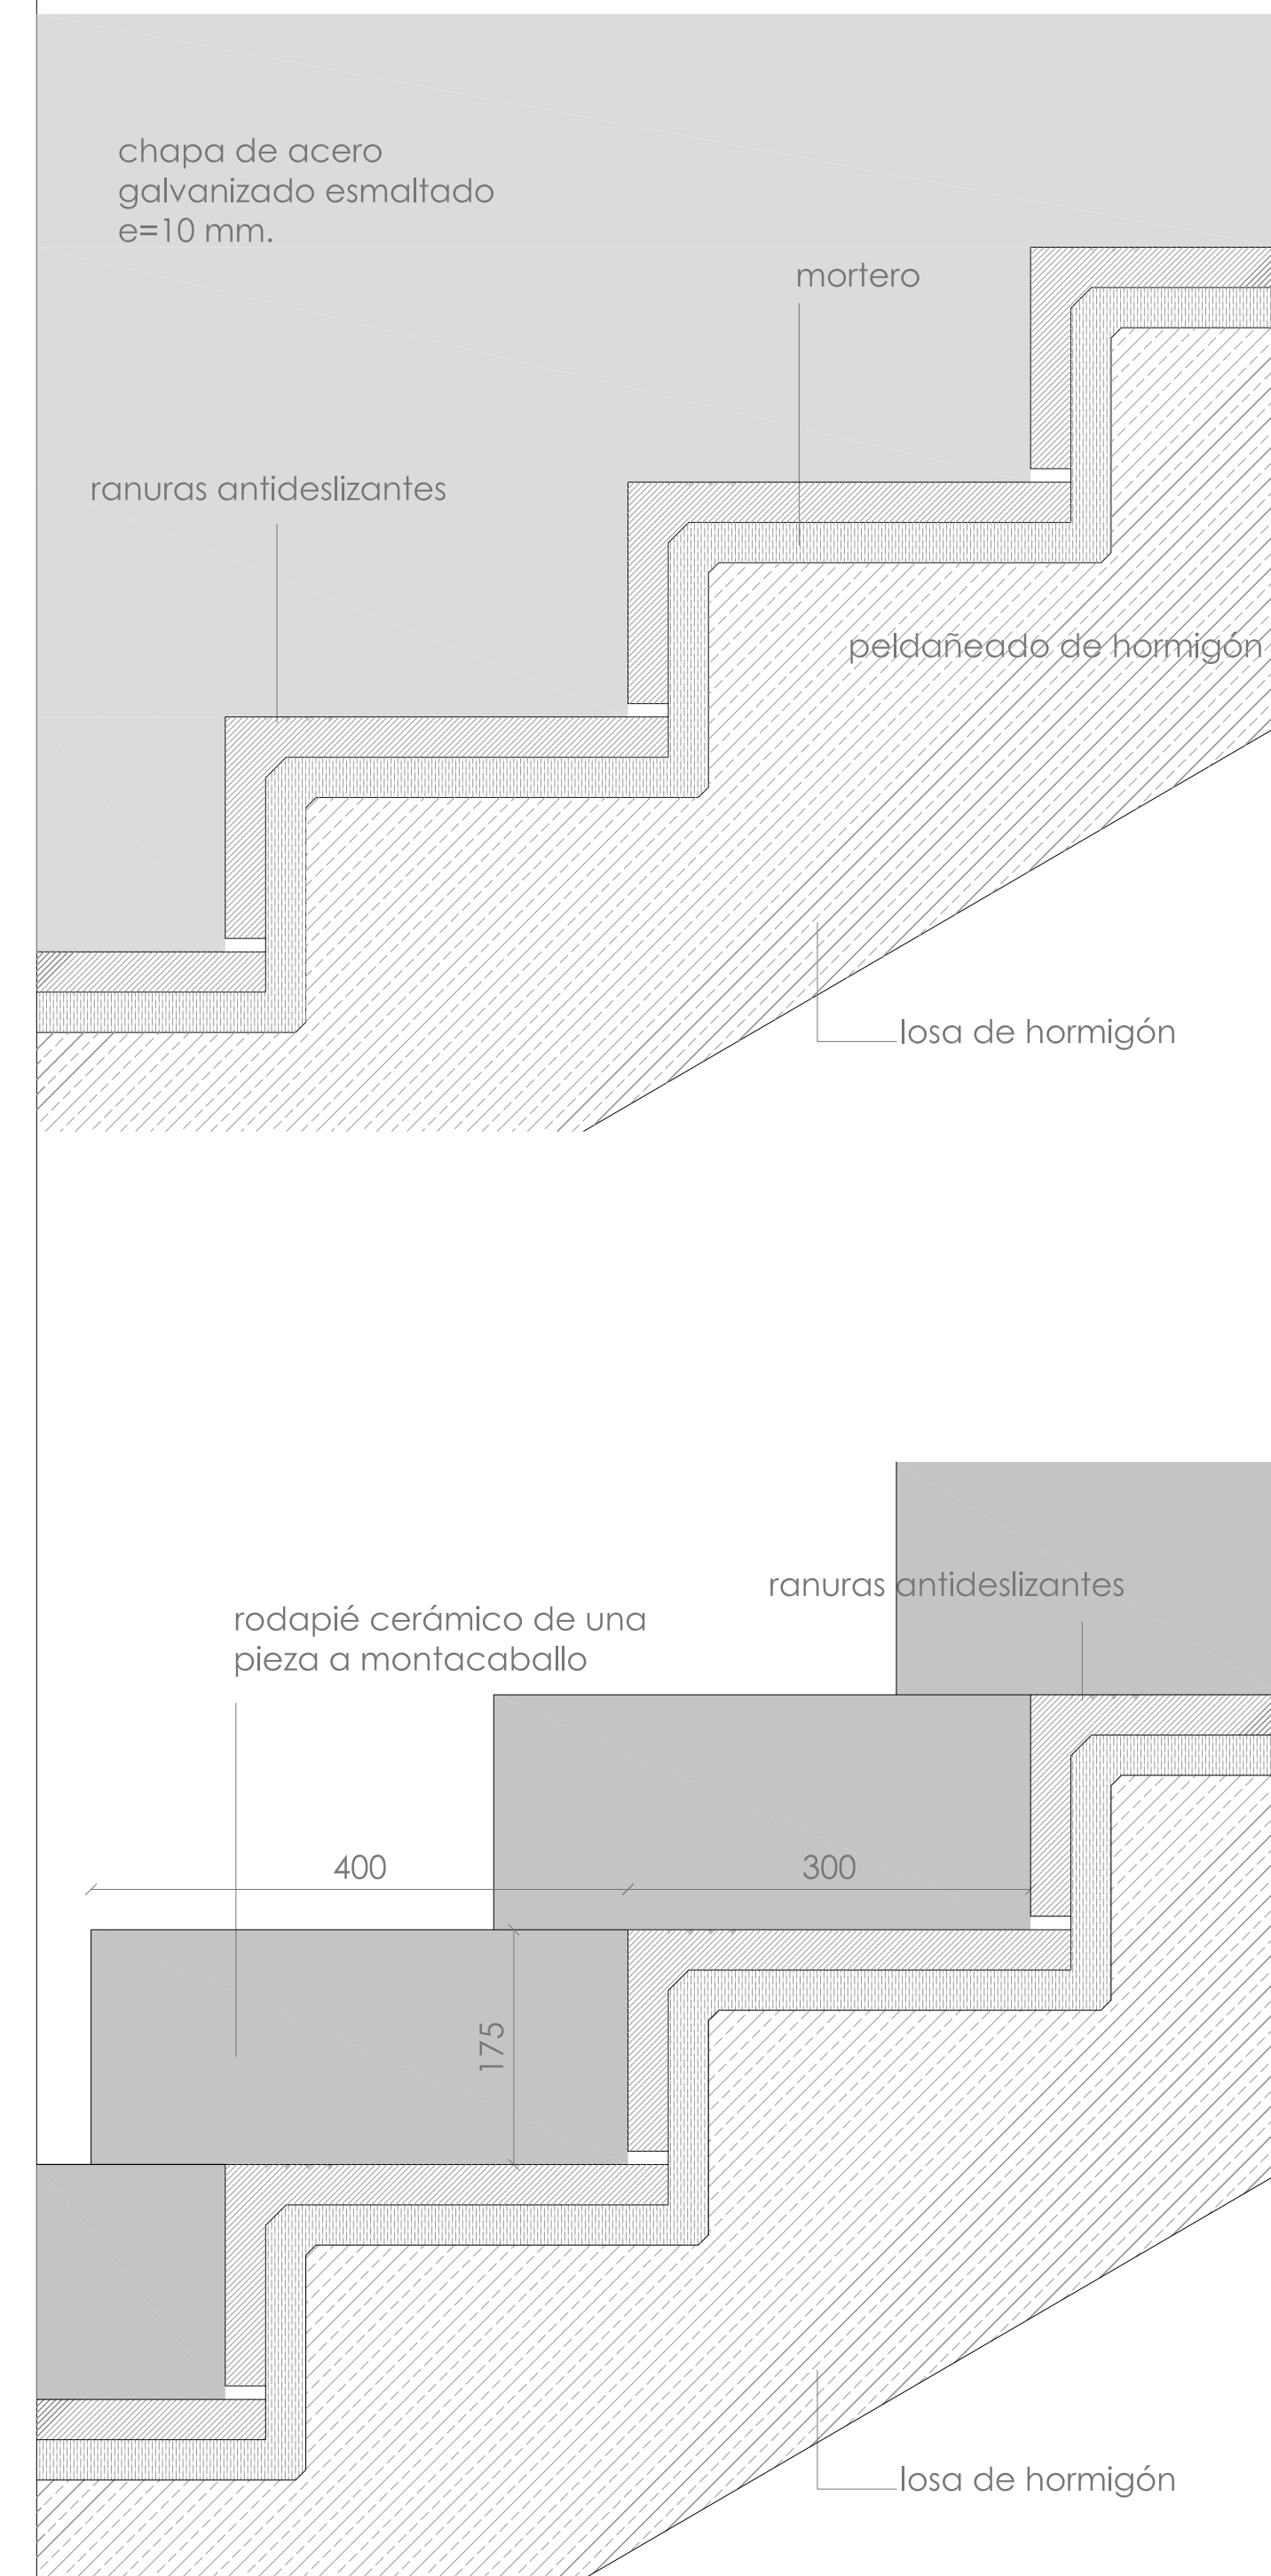 chapa de acero
galvanizado esmaltado
e=10 mm.
mortero
ranuras antideslizantes
peldañeado de hormigón
losa de hormigón
ranuras antideslizantes
rodapié cerámico de una
pieza a montacaballo
400
300
175
losa de hormigón